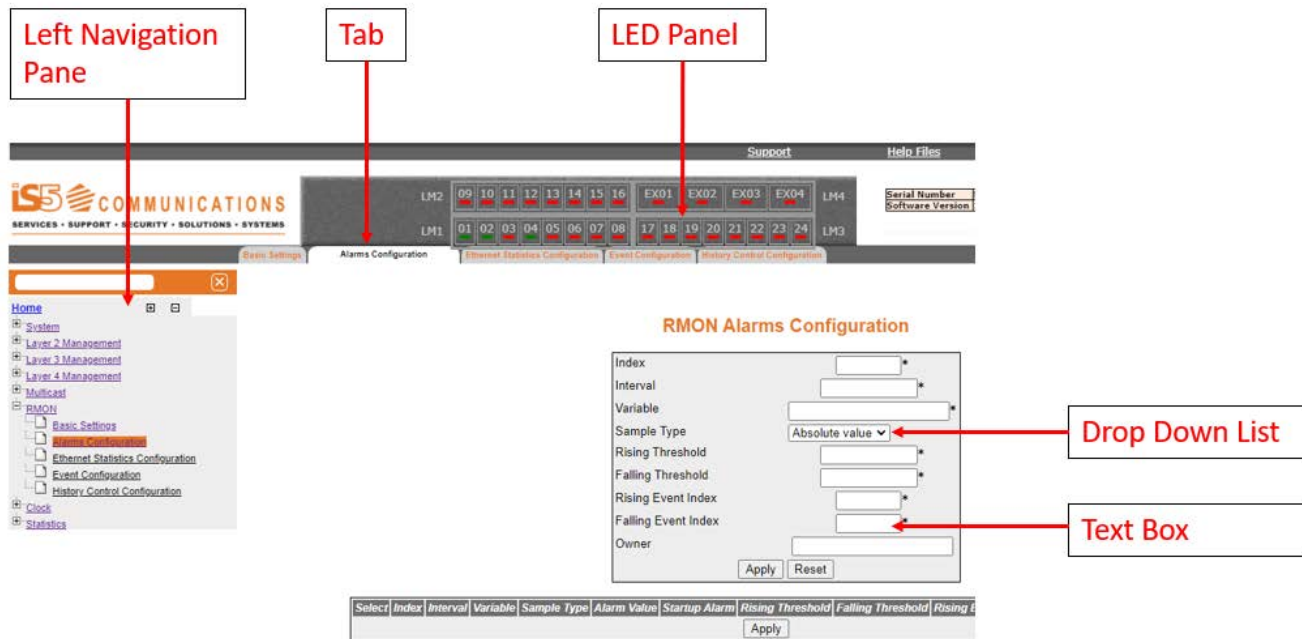 Left Navigation
Pane
Tab
LED Panel
Support
Help Files
iS5 COMMUNICATIONS
SERVICES • SUPPORT • SECURITY • SOLUTIONS • SYSTEMS
LM2 09 10 11 12 13 14 15 16 EX01 EX02 EX03 EX04 LM4
LM1 01 02 03 04 05 06 07 08 17 18 19 20 21 22 23 24 LM3
Serial Number
Software Version
Basic Settings
Alarms Configuration
Ethernet Statistics Configuration
Event Configuration
History Control Configuration
Home
System
Layer 2 Management
Layer 3 Management
Layer 4 Management
Multicast
RMON
Basic Settings
Alarms Configuration
Ethernet Statistics Configuration
Event Configuration
History Control Configuration
Clock
Statistics
RMON Alarms Configuration
Index *
Interval *
Variable *
Sample Type Absolute value
Rising Threshold *
Falling Threshold *
Rising Event Index *
Falling Event Index *
Owner
Apply Reset
Drop Down List
Text Box
Select Index Interval Variable Sample Type Alarm Value Startup Alarm Rising Threshold Falling Threshold Rising
Apply